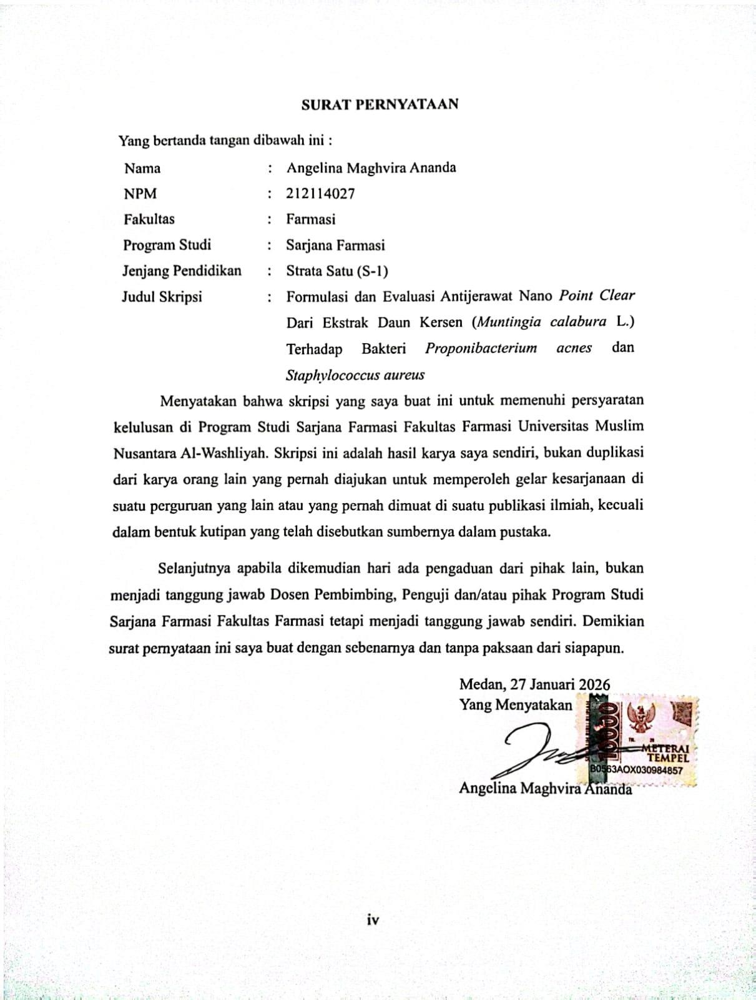 SURAT PERNYATAAN
Yang bertanda tangan dibawah ini :
Nama : Angelina Maghvira Ananda
NPM : 212114027
Fakultas : Farmasi
Program Studi : Sarjana Farmasi
Jenjang Pendidikan : Strata Satu (S-1)
Judul Skripsi : Formulasi dan Evaluasi Antijerawat Nano Point Clear
Dari Ekstrak Daun Kersen (Muntingia calabura L.)
Terhadap Bakteri Proponibacterium acnes dan
Staphylococcus aureus
Menyatakan bahwa skripsi yang saya buat ini untuk memenuhi persyaratan
kelulusan di Program Studi Sarjana Farmasi Fakultas Farmasi Universitas Muslim
Nusantara Al-Washliyah. Skripsi ini adalah hasil karya saya sendiri, bukan duplikasi
dari karya orang lain yang pernah diajukan untuk memperoleh gelar kesarjanaan di
suatu perguruan yang lain atau yang pernah dimuat di suatu publikasi ilmiah, kecuali
dalam bentuk kutipan yang telah disebutkan sumbernya dalam pustaka.
Selanjutnya apabila dikemudian hari ada pengaduan dari pihak lain, bukan
menjadi tanggung jawab Dosen Pembimbing, Penguji dan/atau pihak Program Studi
Sarjana Farmasi Fakultas Farmasi tetapi menjadi tanggung jawab sendiri. Demikian
surat pernyataan ini saya buat dengan sebenarnya dan tanpa paksaan dari siapapun.
Medan, 27 Januari 2026
Yang Menyatakan
10000
METERAI
TEMPEL
B0563AOX030984857
Angelina Maghvira Ananda
iv